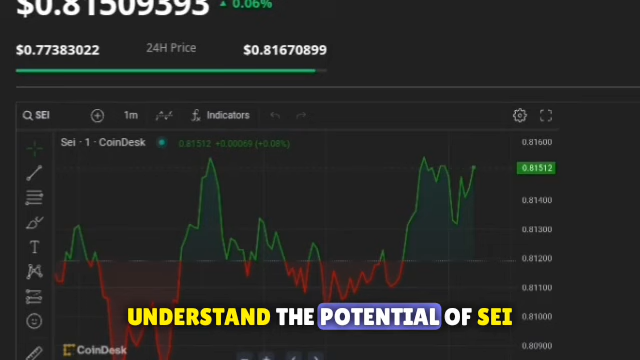 $0.81509393 ▲ 0.06%
$0.77383022 24H Price $0.81670899
SEI 1m Indicators
Sei · 1 · CoinDesk 0.81512 +0.00069 (+0.08%)
0.81600
0.81512
0.81400
0.81300
0.81200
0.81100
0.81000
0.80900
T
UNDERSTAND THE POTENTIAL OF SEI
CoinDesk